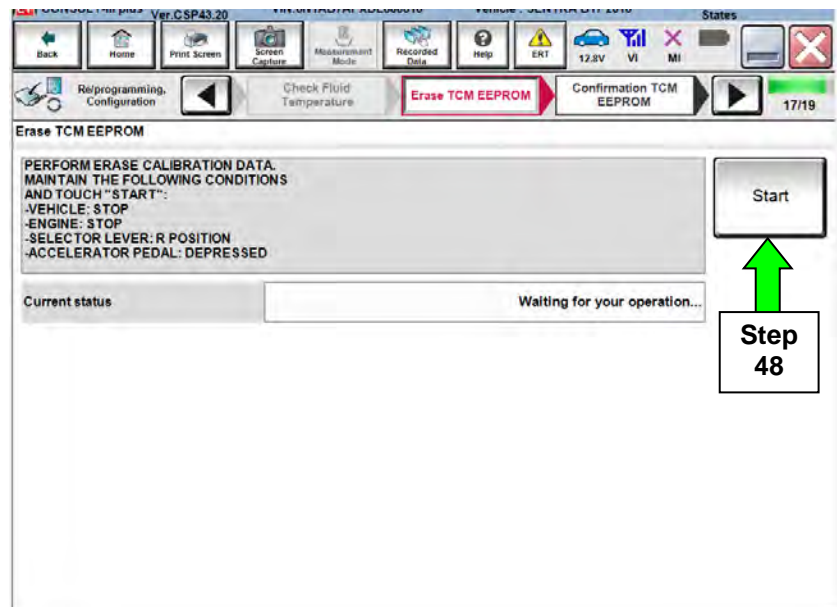 Ver.CSP43.20
States
Back
Home
Print Screen
Screen
Capture
Measurement
Mode
Recorded
Data
Help
ERT
12.8V
VI
MI
Re/programming,
Configuration
Check Fluid
Temperature
Erase TCM EEPROM
Confirmation TCM
EEPROM
17/19
Erase TCM EEPROM
PERFORM ERASE CALIBRATION DATA.
MAINTAIN THE FOLLOWING CONDITIONS
AND TOUCH "START":
-VEHICLE: STOP
-ENGINE: STOP
-SELECTOR LEVER: R POSITION
-ACCELERATOR PEDAL: DEPRESSED
Start
Current status
Waiting for your operation...
Step
48